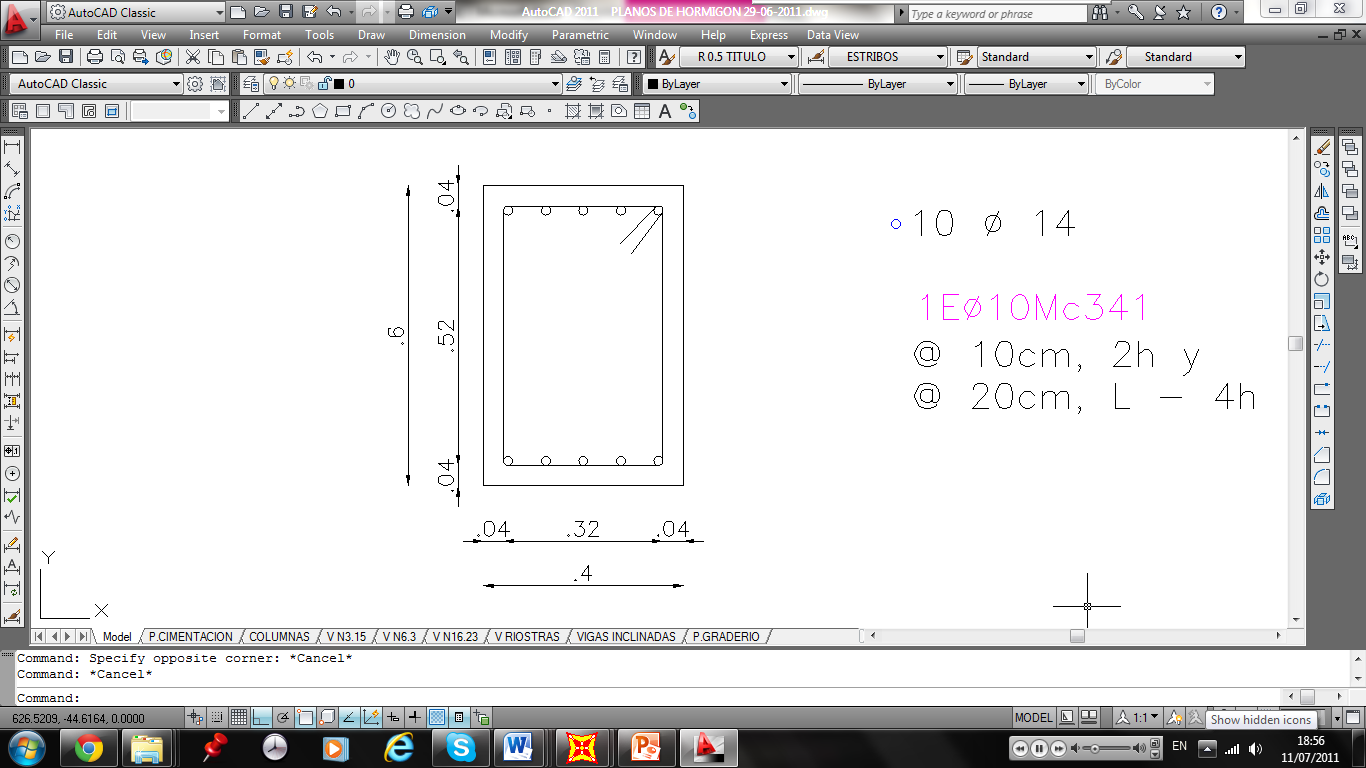 AutoCAD Classic
AutoCAD 2011 PLANOS DE HORMIGON 29-06-2011.dwg
Type a keyword or phrase
File Edit View Insert Format Tools Draw Dimension Modify Parametric Window Help Express Data View
R 0.5 TITULO ESTRIBOS Standard Standard
AutoCAD Classic 0 ByLayer ByLayer ByLayer ByColor
.04
.52
.04
.6
.04 .32 .04
.4
10 ø 14
1Eø10Mc341
@ 10cm, 2h y
@ 20cm, L – 4h
Y
X
Model P.CIMENTACION COLUMNAS V N3.15 V N6.3 V N16.23 V RIOSTRAS VIGAS INCLINADAS P.GRADERIO
Command: Specify opposite corner: *Cancel*
Command: *Cancel*
Command:
626.5209, -44.6164, 0.0000 MODEL 1:1
Show hidden icons
EN
18:56
11/07/2011